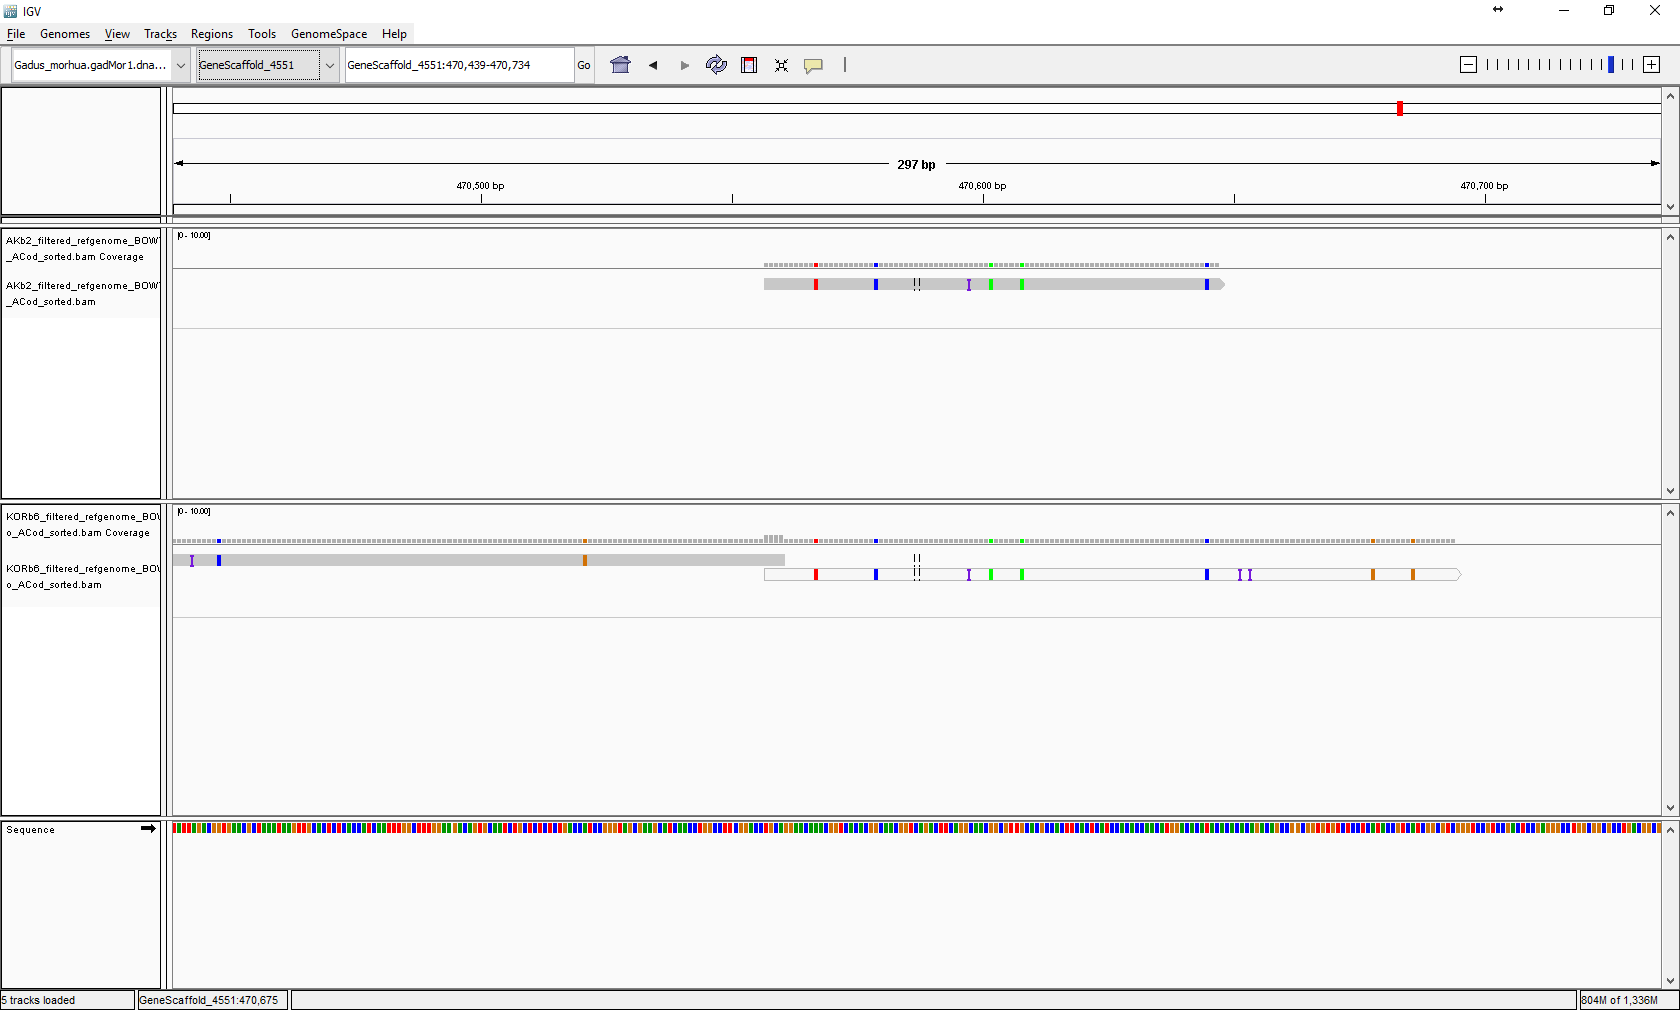 IGV
File Genomes View Tracks Regions Tools GenomeSpace Help
Gadus_morhua.gadMor1.dna... GeneScaffold_4551 GeneScaffold_4551:470,439-470,734 Go
297 bp
470,500 bp 470,600 bp 470,700 bp
AKb2_filtered_refgenome_BOW
_ACod_sorted.bam Coverage
[0 - 10.00]
AKb2_filtered_refgenome_BOW
_ACod_sorted.bam
KORb6_filtered_refgenome_BO
o_ACod_sorted.bam Coverage
[0 - 10.00]
KORb6_filtered_refgenome_BO
o_ACod_sorted.bam
Sequence
5 tracks loaded GeneScaffold_4551:470,675 804M of 1,336M